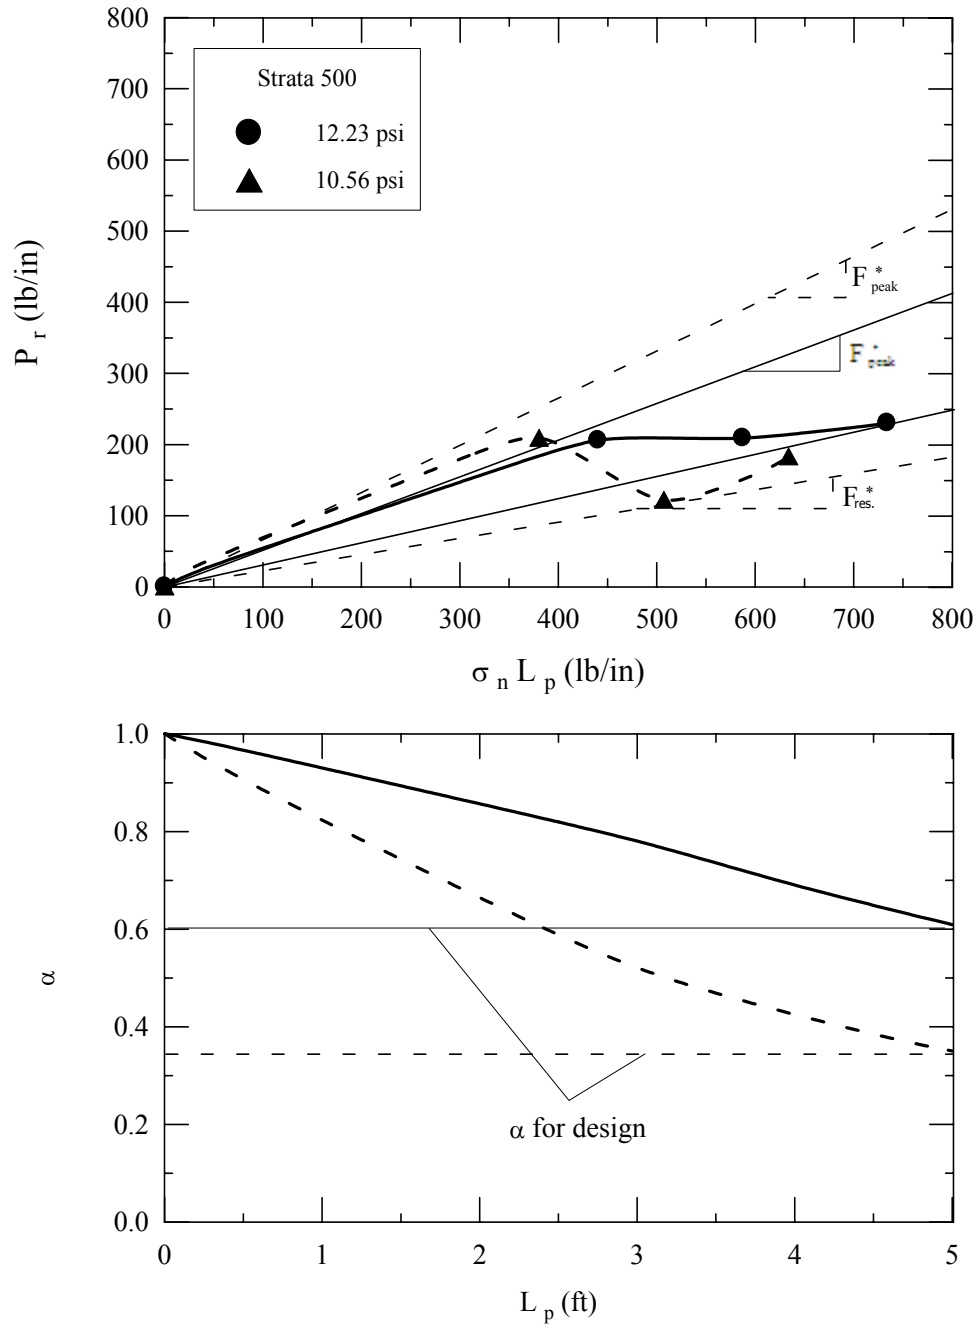 800
700
600
500
400
300
200
100
0
P r (lb/in)
Strata 500
12.23 psi
10.56 psi
F * peak
F * peak
F * res.
0 100 200 300 400 500 600 700 800
σ n L p (lb/in)
1.0
0.8
0.6
0.4
0.2
0.0
α
α for design
0 1 2 3 4 5
L p (ft)